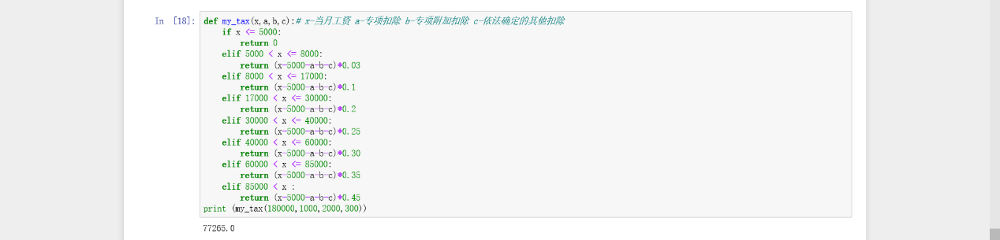 In [18]: def my_tax(x,a,b,c):# x-当月工资 a-专项扣除 b-专项附加扣除 c-依法确定的其他扣除
    if x <= 5000:
        return 0
    elif 5000 < x <= 8000:
        return (x-5000-a-b-c)*0.03
    elif 8000 < x <= 17000:
        return (x-5000-a-b-c)*0.1
    elif 17000 < x <= 30000:
        return (x-5000-a-b-c)*0.2
    elif 30000 < x <= 40000:
        return (x-5000-a-b-c)*0.25
    elif 40000 < x <= 60000:
        return (x-5000-a-b-c)*0.30
    elif 60000 < x <= 85000:
        return (x-5000-a-b-c)*0.35
    elif 85000 < x :
        return (x-5000-a-b-c)*0.45
print (my_tax(180000,1000,2000,300))
77265.0